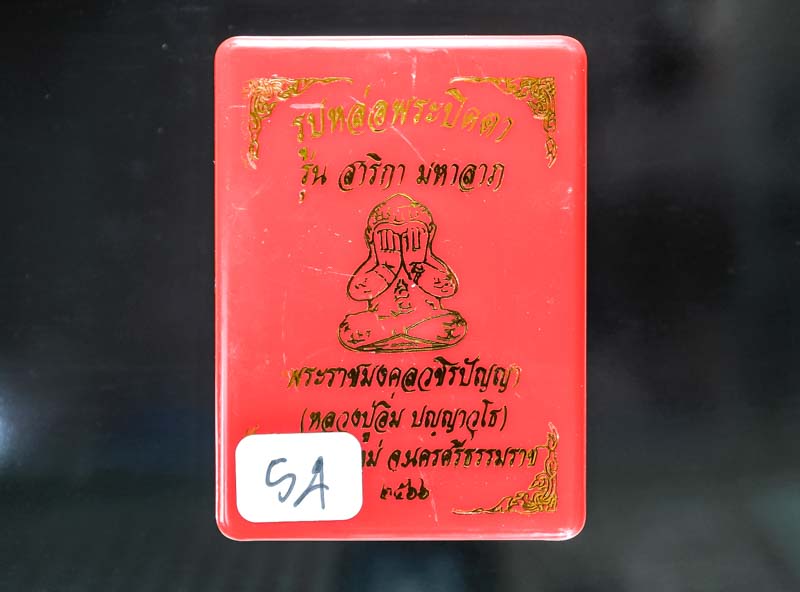 รูปหล่อพระปิดตา
รุ่น สาริกา มหาลาภ
พระราชมงคลวชิรปัญญา
(หลวงปู่อิ่ม ปญฺญาวุโธ)
จ.นครศรีธรรมราช
๒๕๖๖
SA